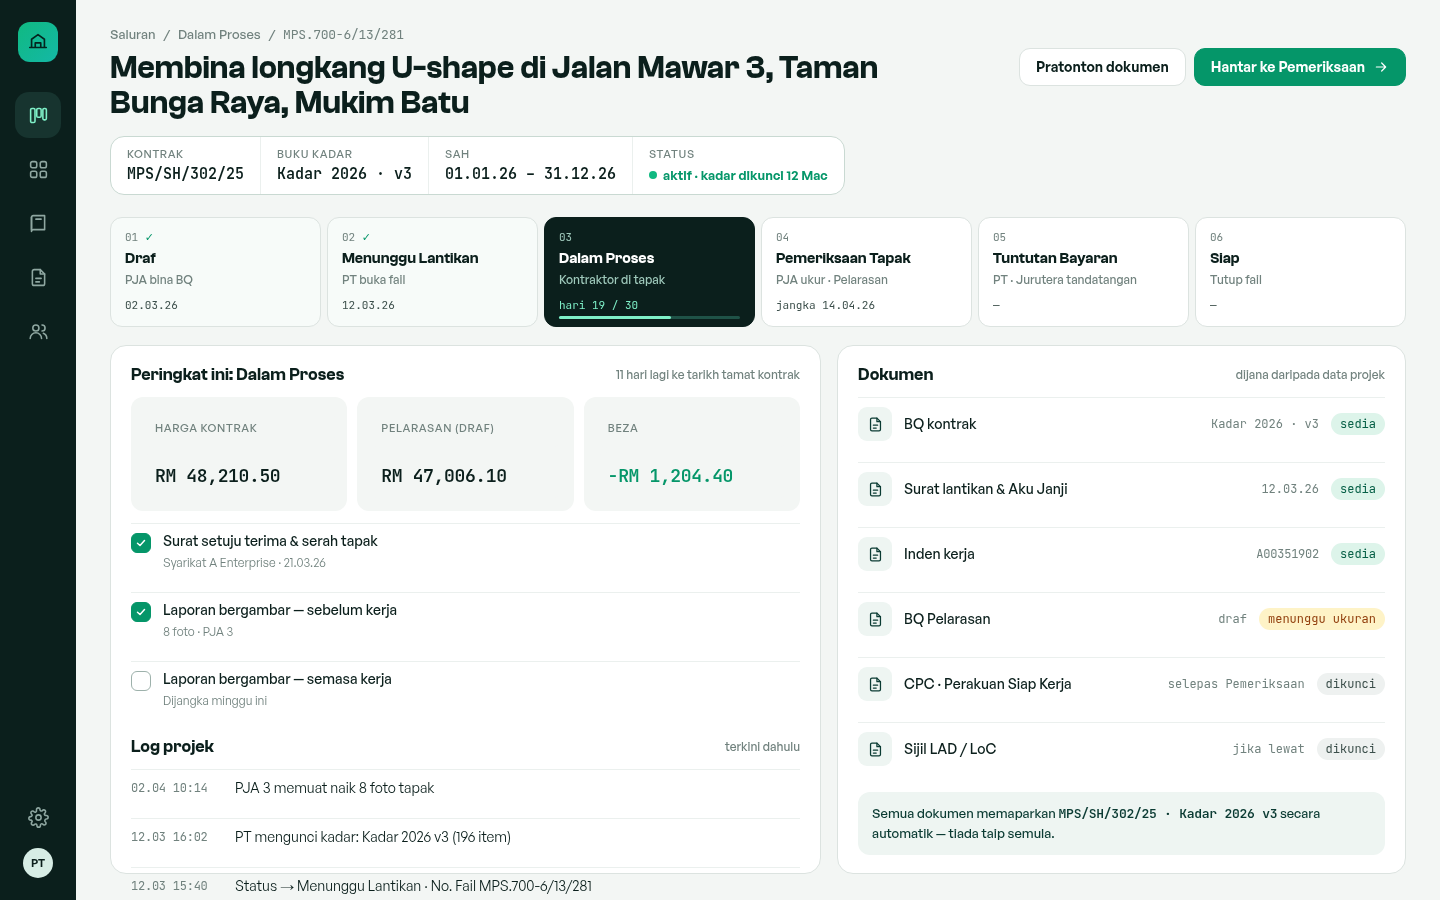 Saluran / Dalam Proses / MPS.700-6/13/281
Membina longkang U-shape di Jalan Mawar 3, Taman
Bunga Raya, Mukim Batu
Pratonton dokumen
Hantar ke Pemeriksaan →
KONTRAK
MPS/SH/302/25
BUKU KADAR
Kadar 2026 · v3
SAH
01.01.26 – 31.12.26
STATUS
aktif · kadar dikunci 12 Mac
01 ✓
Draf
PJA bina BQ
02.03.26
02 ✓
Menunggu Lantikan
PT buka fail
12.03.26
03
Dalam Proses
Kontraktor di tapak
hari 19 / 30
04
Pemeriksaan Tapak
PJA ukur · Pelarasan
jangka 14.04.26
05
Tuntutan Bayaran
PT · Jurutera tandatangan
—
06
Siap
Tutup fail
—
Peringkat ini: Dalam Proses
11 hari lagi ke tarikh tamat kontrak
HARGA KONTRAK
RM 48,210.50
PELARASAN (DRAF)
RM 47,006.10
BEZA
-RM 1,204.40
Surat setuju terima & serah tapak
Syarikat A Enterprise · 21.03.26
Laporan bergambar — sebelum kerja
8 foto · PJA 3
Laporan bergambar — semasa kerja
Dijangka minggu ini
Log projek
terkini dahulu
02.04 10:14 PJA 3 memuat naik 8 foto tapak
12.03 16:02 PT mengunci kadar: Kadar 2026 v3 (196 item)
12.03 15:40 Status → Menunggu Lantikan · No. Fail MPS.700-6/13/281
Dokumen
dijana daripada data projek
BQ kontrak Kadar 2026 · v3 sedia
Surat lantikan & Aku Janji 12.03.26 sedia
Inden kerja A00351902 sedia
BQ Pelarasan draf menunggu ukuran
CPC · Perakuan Siap Kerja selepas Pemeriksaan dikunci
Sijil LAD / LoC jika lewat dikunci
Semua dokumen memaparkan MPS/SH/302/25 · Kadar 2026 v3 secara
automatik — tiada taip semula.
PT